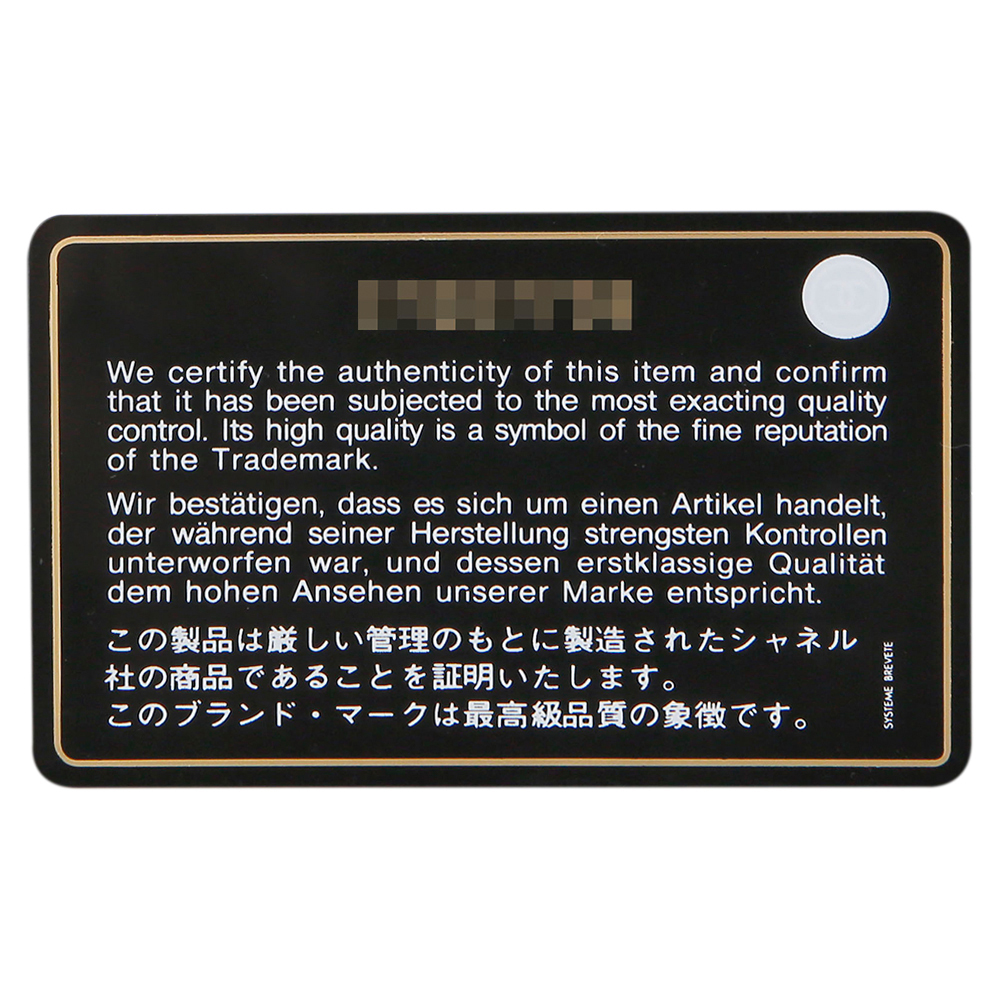 We certify the authenticity of this item and confirm
that it has been subjected to the most exacting quality
control. Its high quality is a symbol of the fine reputation
of the Trademark.
Wir bestätigen, dass es sich um einen Artikel handelt,
der während seiner Herstellung strengsten Kontrollen
unterworfen war, und dessen erstklassige Qualität
dem hohen Ansehen unserer Marke entspricht.
この製品は厳しい管理のもとに製造されたシャネル
社の商品であることを証明いたします。
このブランド・マークは最高級品質の象徴です。
SYSTEME BREVETE